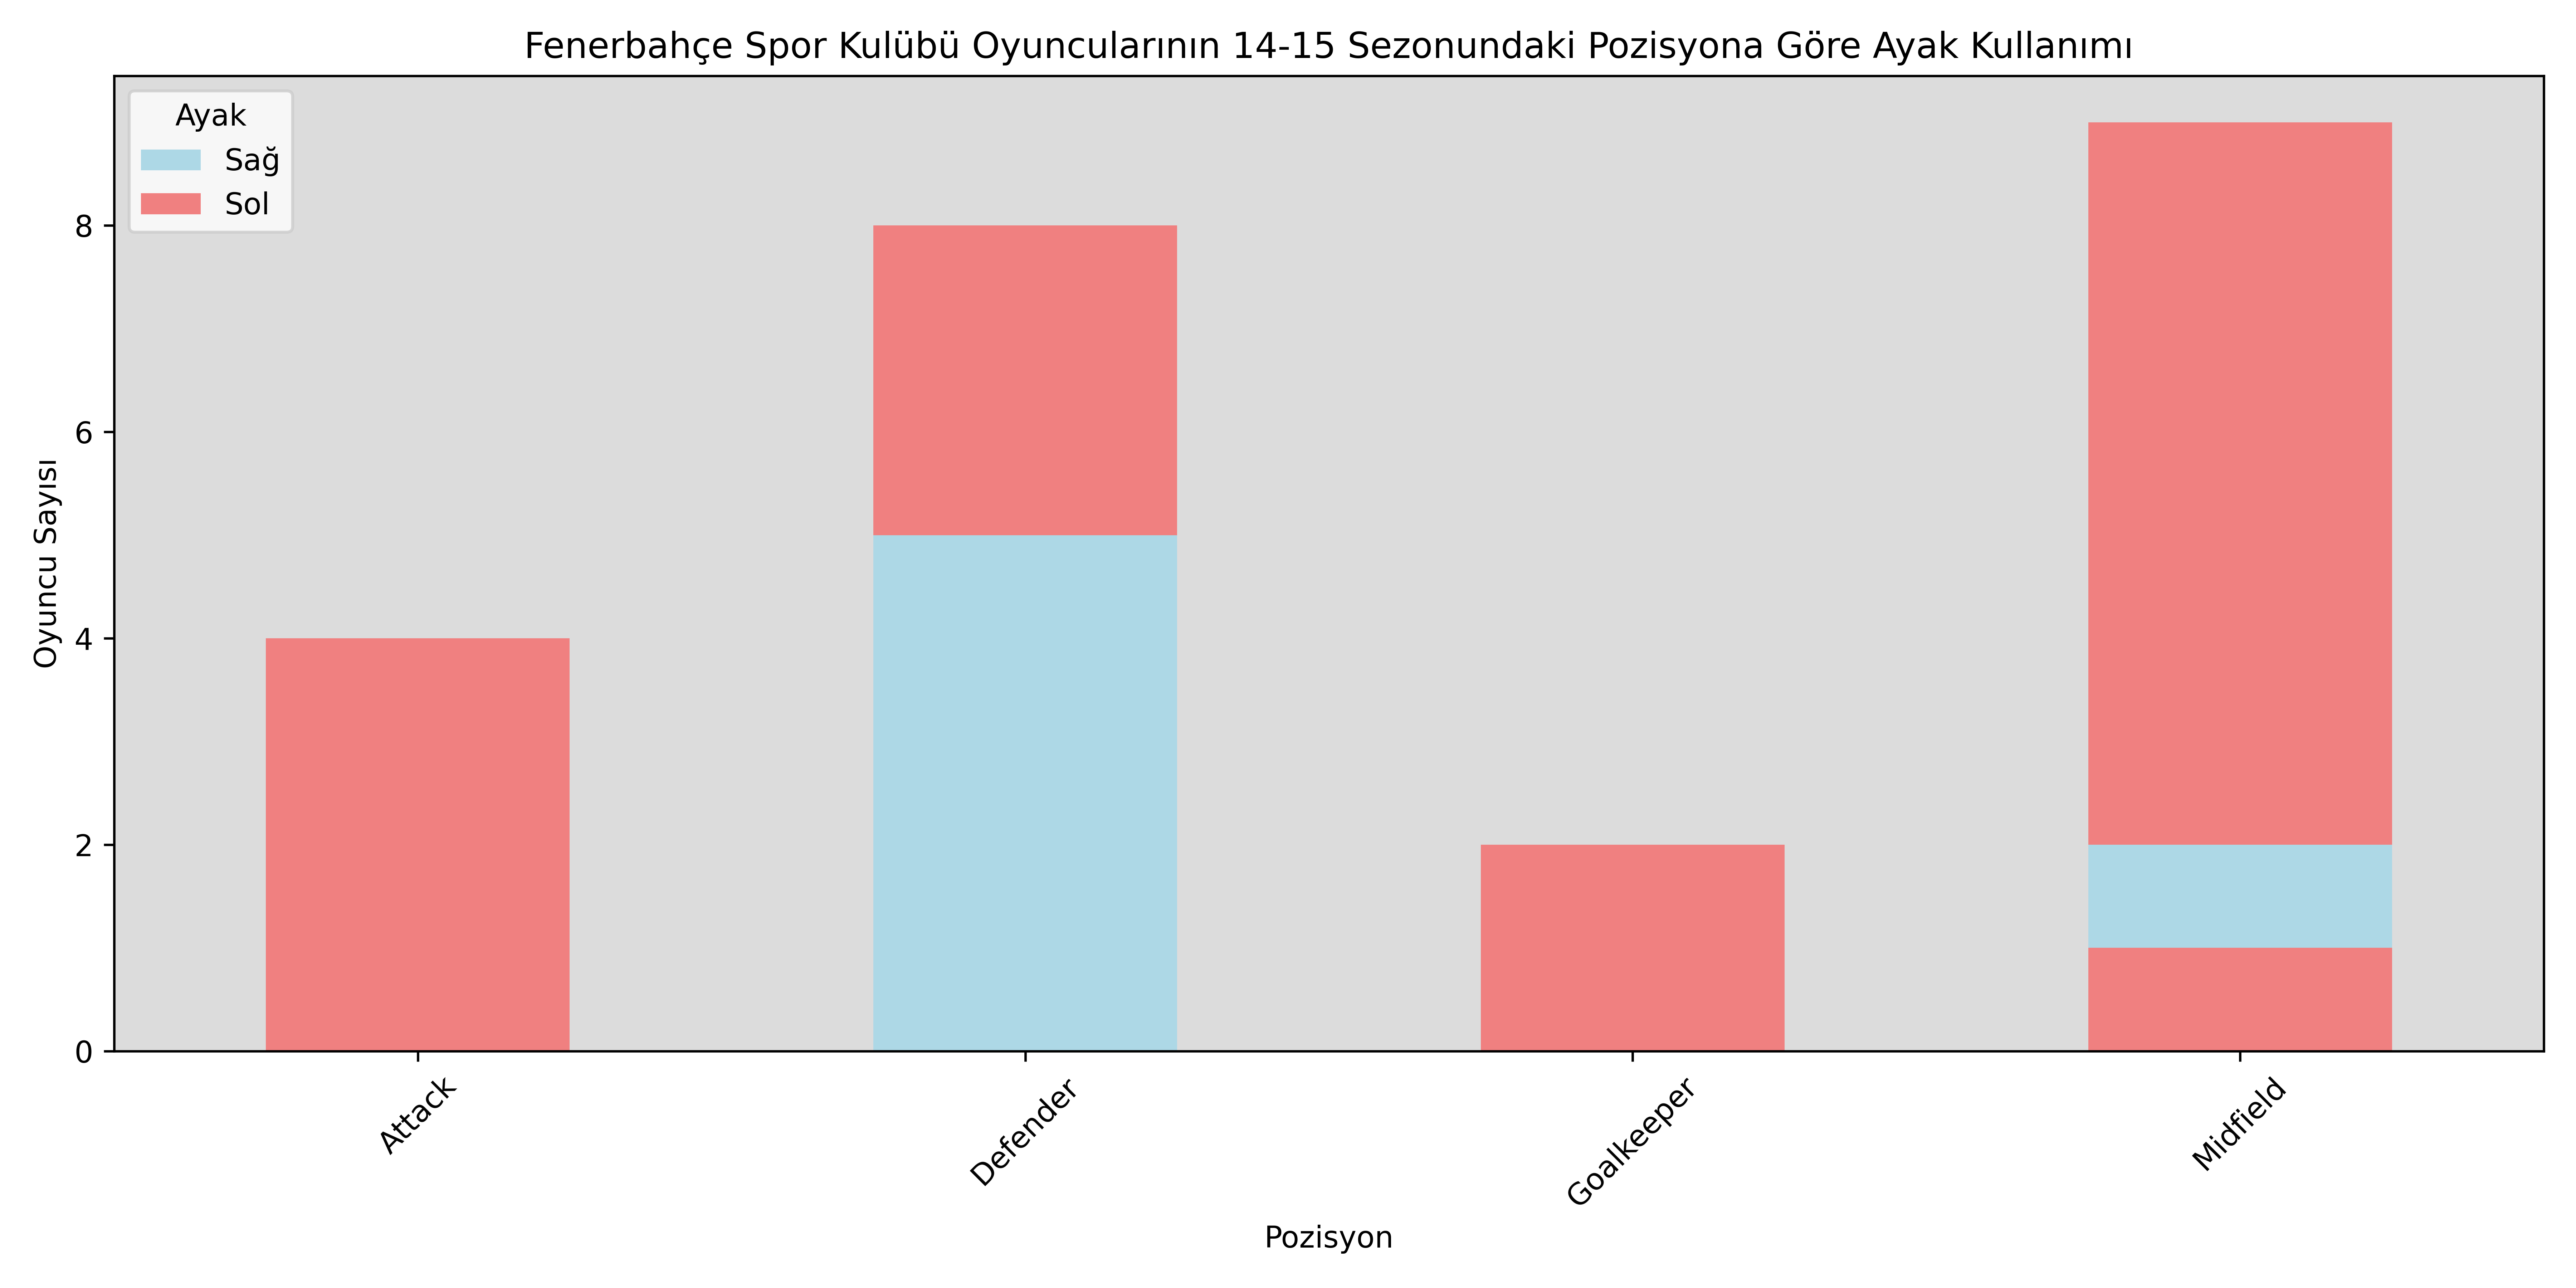 Fenerbahçe Spor Kulübü Oyuncularının 14-15 Sezonundaki Pozisyona Göre Ayak Kullanımı
Ayak
Sağ
Sol
8
6
4
2
0
Oyuncu Sayısı
Attack
Defender
Goalkeeper
Midfield
Pozisyon